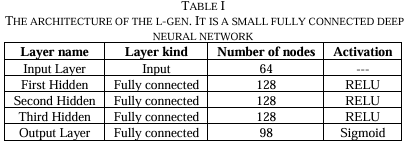 TABLE I
THE ARCHITECTURE OF THE L-GEN. IT IS A SMALL FULLY CONNECTED DEEP
NEURAL NETWORK
Layer name Layer kind Number of nodes Activation
Input Layer Input 64 ---
First Hidden Fully connected 128 RELU
Second Hidden Fully connected 128 RELU
Third Hidden Fully connected 128 RELU
Output Layer Fully connected 98 Sigmoid